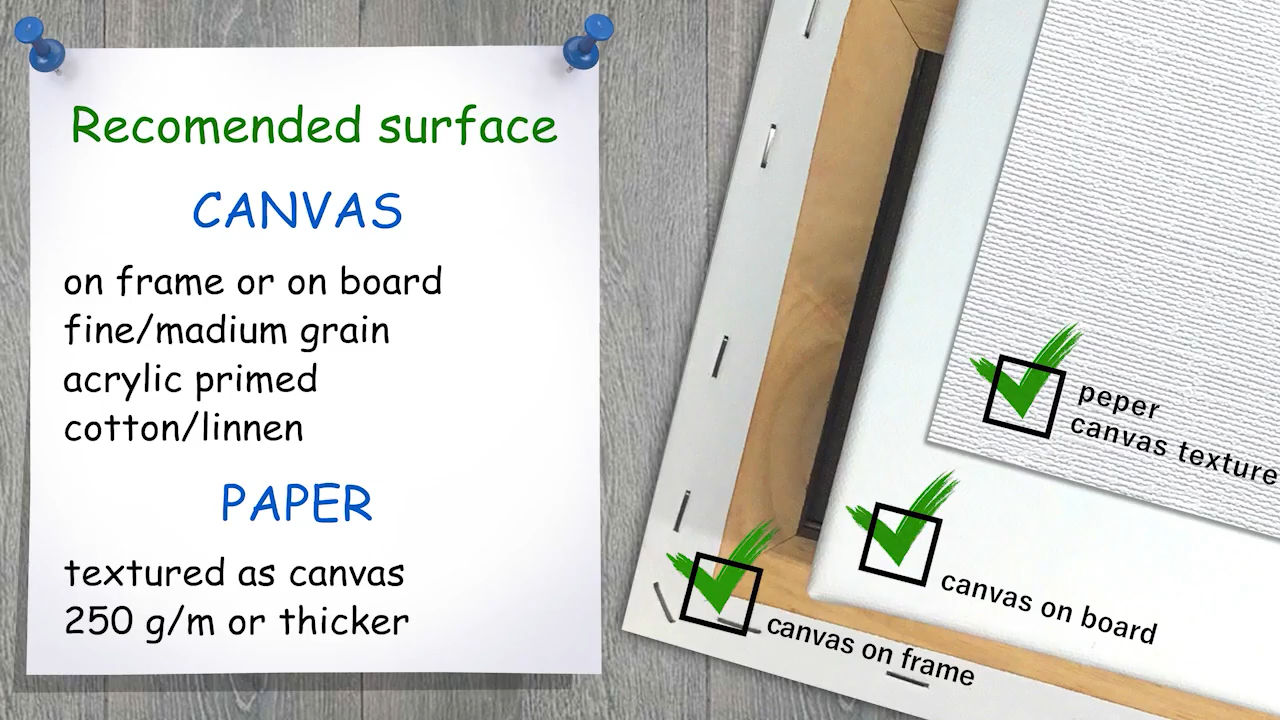 Recomended surface
CANVAS
on frame or on board
fine/madium grain
acrylic primed
cotton/linnen
PAPER
textured as canvas
250 g/m or thicker
peper
canvas texture
canvas on board
canvas on frame